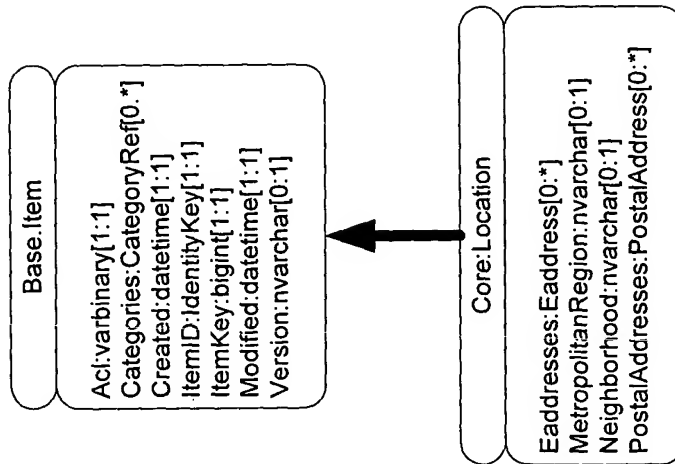 Base.Item
Acl:varbinary[1:1]
Categories:CategoryRef[0.*]
Created:datetime[1:1]
ItemID:IdentityKey[1:1]
ItemKey:bigint[1:1]
Modified:datetime[1:1]
Version:nvarchar[0:1]
Core:Location
Eaddresses:Eaddress[0:*]
MetropolitanRegion:nvarchar[0:1]
Neighborhood:nvarchar[0:1]
PostalAddresses:PostalAddress[0:*]